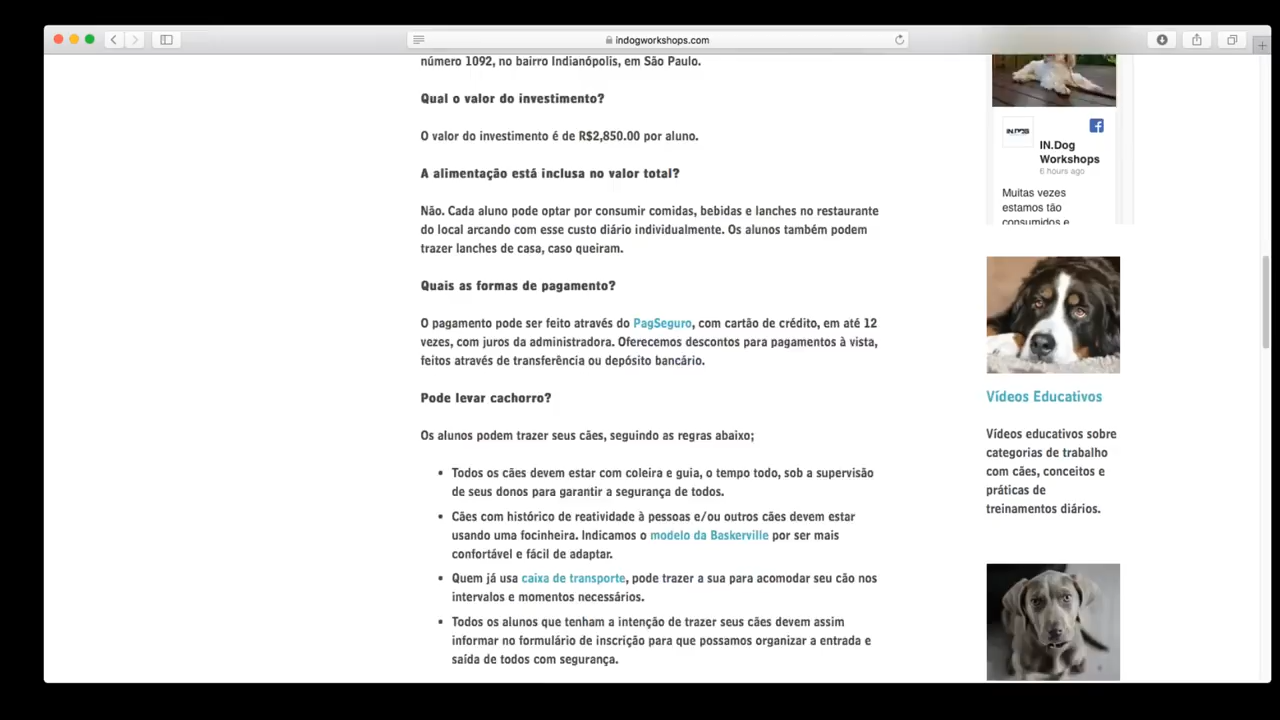 indogworkshops.com
número 1092, no bairro Indianópolis, em São Paulo.
Qual o valor do investimento?
O valor do investimento é de R$2,850.00 por aluno.
A alimentação está inclusa no valor total?
Não. Cada aluno pode optar por consumir comidas, bebidas e lanches no restaurante
do local arcando com esse custo diário individualmente. Os alunos também podem
trazer lanches de casa, caso queiram.
Quais as formas de pagamento?
O pagamento pode ser feito através do PagSeguro, com cartão de crédito, em até 12
vezes, com juros da administradora. Oferecemos descontos para pagamentos à vista,
feitos através de transferência ou depósito bancário.
Pode levar cachorro?
Os alunos podem trazer seus cães, seguindo as regras abaixo;
• Todos os cães devem estar com coleira e guia, o tempo todo, sob a supervisão
de seus donos para garantir a segurança de todos.
• Cães com histórico de reatividade à pessoas e/ou outros cães devem estar
usando uma focinheira. Indicamos o modelo da Baskerville por ser mais
confortável e fácil de adaptar.
• Quem já usa caixa de transporte, pode trazer a sua para acomodar seu cão nos
intervalos e momentos necessários.
• Todos os alunos que tenham a intenção de trazer seus cães devem assim
informar no formulário de inscrição para que possamos organizar a entrada e
saída de todos com segurança.
IN.DOG
IN.Dog
Workshops
6 hours ago
Muitas vezes
estamos tão
consumidos e
Vídeos Educativos
Vídeos educativos sobre
categorias de trabalho
com cães, conceitos e
práticas de
treinamentos diários.